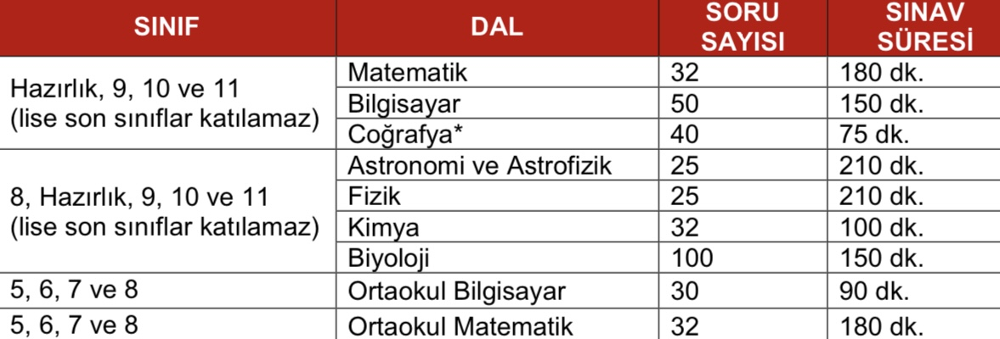 SINIF DAL SORU SAYISI SINAV SÜRESİ
Hazırlık, 9, 10 ve 11
(lise son sınıflar katılamaz)
Matematik 32 180 dk.
Bilgisayar 50 150 dk.
Coğrafya* 40 75 dk.
8, Hazırlık, 9, 10 ve 11
(lise son sınıflar katılamaz)
Astronomi ve Astrofizik 25 210 dk.
Fizik 25 210 dk.
Kimya 32 100 dk.
Biyoloji 100 150 dk.
5, 6, 7 ve 8 Ortaokul Bilgisayar 30 90 dk.
5, 6, 7 ve 8 Ortaokul Matematik 32 180 dk.